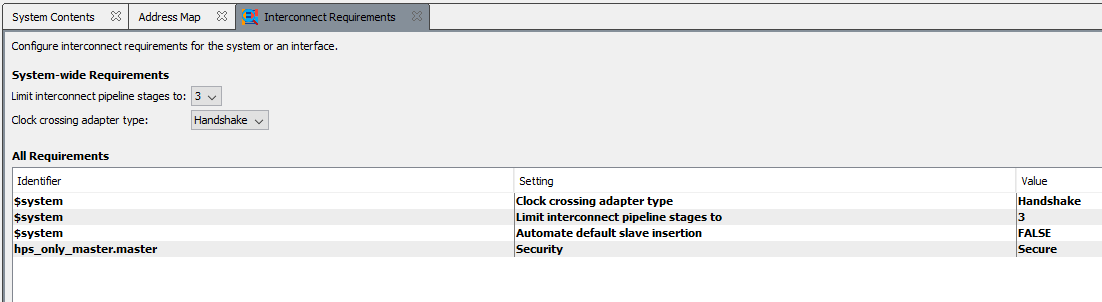 System Contents Address Map Interconnect Requirements
Configure interconnect requirements for the system or an interface.
System-wide Requirements
Limit interconnect pipeline stages to: 3
Clock crossing adapter type: Handshake
All Requirements
Identifier Setting Value
$system Clock crossing adapter type Handshake
$system Limit interconnect pipeline stages to 3
$system Automate default slave insertion FALSE
hps_only_master.master Security Secure